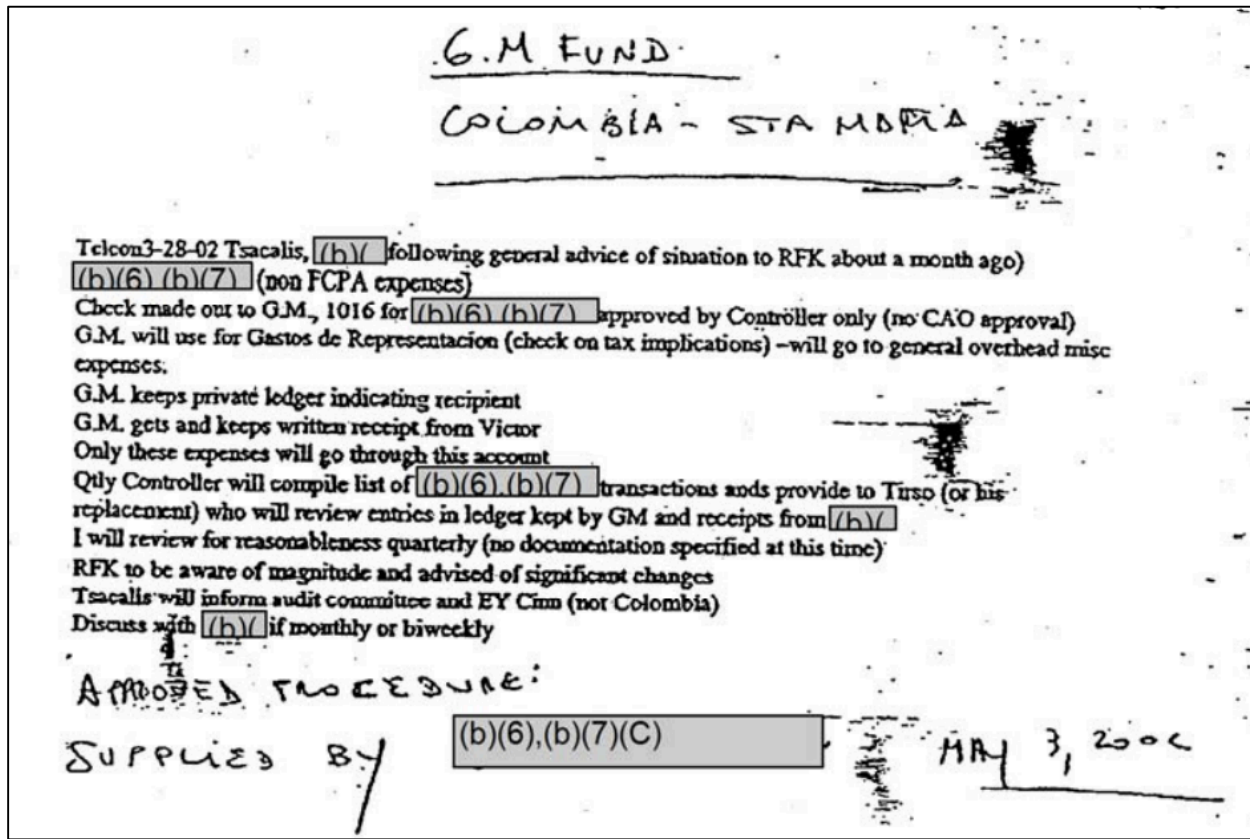 G.M FUND.
COLOMBIA - STA MARTA
Telcon3-28-02 Tsacalis, (b)( following general advice of situation to RFK about a month ago)
(b)(6) (b)(7) (non FCPA expenses)
Check made out to G.M., 1016 for (b)(6) (b)(7) approved by Controller only (no CAO approval)
G.M. will use for Gastos de Representacion (check on tax implications) –will go to general overhead misc
expenses.
G.M. keeps private ledger indicating recipient
G.M. gets and keeps written receipt from Victor
Only these expenses will go through this account
Qtly Controller will compile list of (b)(6),(b)(7) transactions ands provide to Tirso (or his
replacement) who will review entries in ledger kept by GM and receipts from (b)(
I will review for reasonableness quarterly (no documentation specified at this time)
RFK to be aware of magnitude and advised of significant changes
Tsacalis will inform audit committee and EY Cinn (not Colombia)
Discuss with (b)( if monthly or biweekly
APPROVED PROCEDURE:
SUPPLIED BY (b)(6),(b)(7)(C) MAY 3, 2002